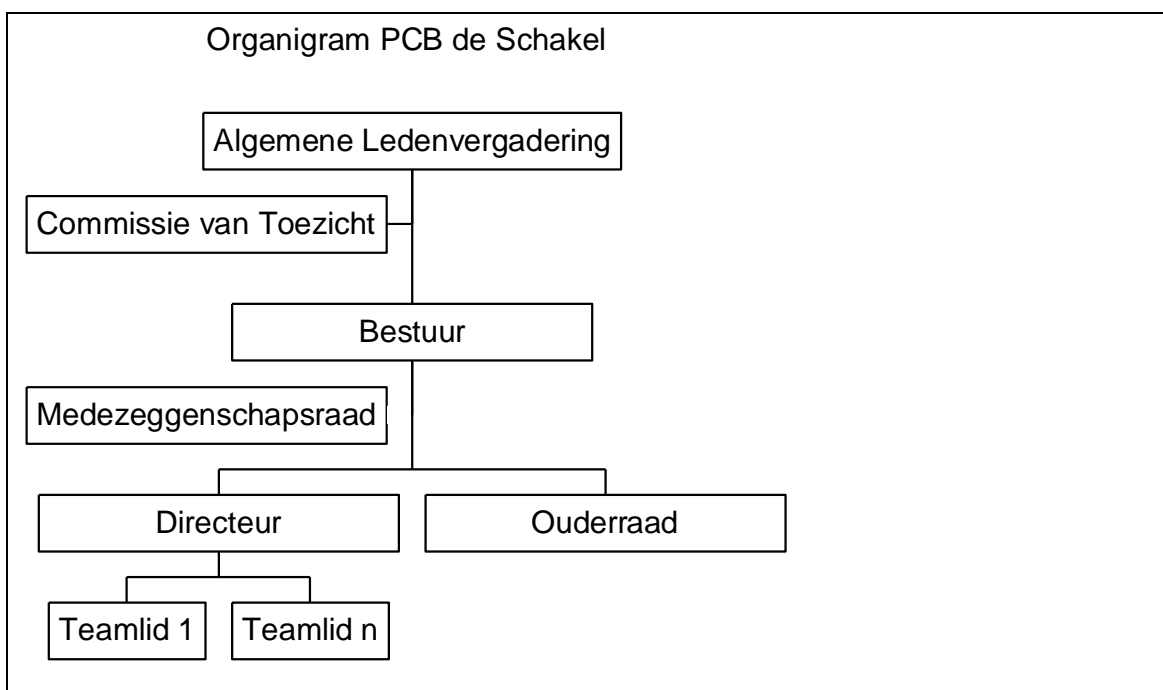 Organigram PCB de Schakel
Algemene Ledenvergadering
Commissie van Toezicht
Bestuur
Medezeggenschapsraad
Directeur
Ouderraad
Teamlid 1
Teamlid n